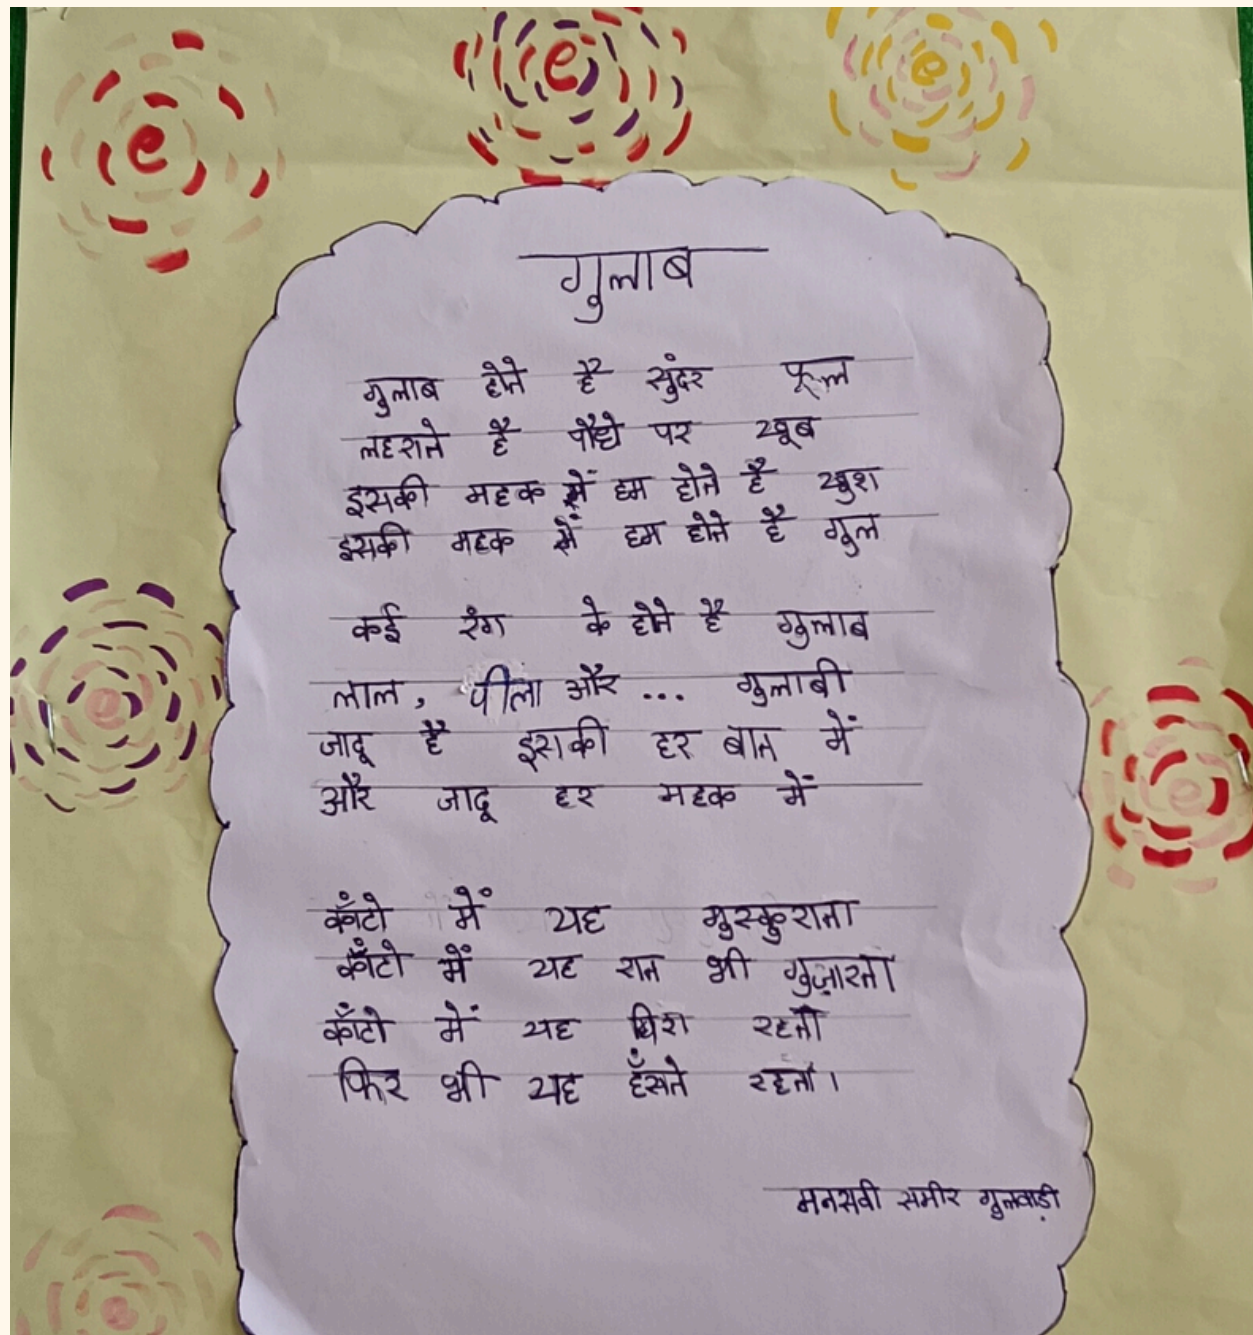 गुलाब
गुलाब होते है सुंदर फूल
लहराते है पौधे पर खूब
इसकी महक में हम होते है खुश
इसकी महक में हम होते है गुल
कई रंग के होते है गुलाब
लाल, पीला और ... गुलाबी
जादू है इसकी हर बात में
और जादू हर महक में
काँटो में यह मुस्कुराता
काँटो में यह रात भी गुज़ारता
काँटो में यह घिरा रहता
फिर भी यह हँसते रहता।
मनसवी समीर गुलवाड़ी